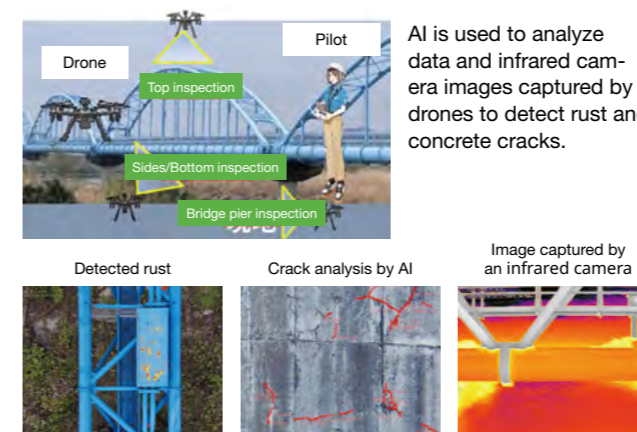 Drone
Pilot
Top inspection
Sides/Bottom inspection
Bridge pier inspection
AI is used to analyze
data and infrared cam-
era images captured by
drones to detect rust an
concrete cracks.
Detected rust
Crack analysis by AI
Image captured by
an infrared camera